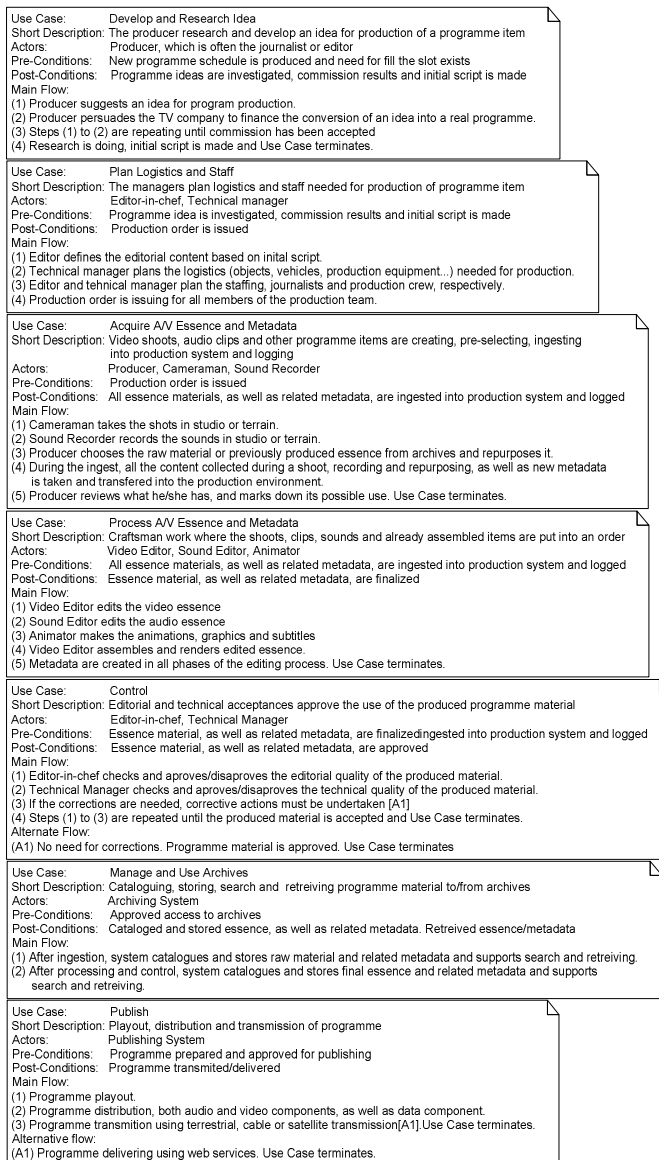 Use Case: Develop and Research Idea
Short Description: The producer research and develop an idea for production of a programme item
Actors: Producer, which is often the journalist or editor
Pre-Conditions: New programme schedule is produced and need for fill the slot exists
Post-Conditions: Programme ideas are investigated, commission results and initial script is made
Main Flow:
(1) Producer suggests an idea for program production.
(2) Producer persuades the TV company to finance the conversion of an idea into a real programme.
(3) Steps (1) to (2) are repeating until commission has been accepted
(4) Research is doing, initial script is made and Use Case terminates.
Use Case: Plan Logistics and Staff
Short Description: The managers plan logistics and staff needed for production of programme item
Actors: Editor-in-chef, Technical manager
Pre-Conditions: Programme idea is investigated, commission results and initial script is made
Post-Conditions: Production order is issued
Main Flow:
(1) Editor defines the editorial content based on inital script.
(2) Technical manager plans the logistics (objects, vehicles, production equipment...) needed for production.
(3) Editor and tehnical manager plan the staffing, journalists and production crew, respectively.
(4) Production order is issuing for all members of the production team.
Use Case: Acquire A/V Essence and Metadata
Short Description: Video shoots, audio clips and other programme items are creating, pre-selecting, ingesting
into production system and logging
Actors: Producer, Cameraman, Sound Recorder
Pre-Conditions: Production order is issued
Post-Conditions: All essence materials, as well as related metadata, are ingested into production system and logged
Main Flow:
(1) Cameraman takes the shots in studio or terrain.
(2) Sound Recorder records the sounds in studio or terrain.
(3) Producer chooses the raw material or previously produced essence from archives and repurposes it.
(4) During the ingest, all the content collected during a shoot, recording and repurposing, as well as new metadata
is taken and transfered into the production environment.
(5) Producer reviews what he/she has, and marks down its possible use. Use Case terminates.
Use Case: Process A/V Essence and Metadata
Short Description: Craftsman work where the shoots, clips, sounds and already assembled items are put into an order
Actors: Video Editor, Sound Editor, Animator
Pre-Conditions: All essence materials, as well as related metadata, are ingested into production system and logged
Post-Conditions: Essence material, as well as related metadata, are finalized
Main Flow:
(1) Video Editor edits the video essence
(2) Sound Editor edits the audio essence
(3) Animator makes the animations, graphics and subtitles
(4) Video Editor assembles and renders edited essence.
(5) Metadata are created in all phases of the editing process. Use Case terminates.
Use Case: Control
Short Description: Editorial and technical acceptances approve the use of the produced programme material
Actors: Editor-in-chef, Technical Manager
Pre-Conditions: Essence material, as well as related metadata, are finalizedingested into production system and logged
Post-Conditions: Essence material, as well as related metadata, are approved
Main Flow:
(1) Editor-in-chef checks and aproves/disaproves the editorial quality of the produced material.
(2) Technical Manager checks and aproves/disaproves the technical quality of the produced material.
(3) If the corrections are needed, corrective actions must be undertaken [A1]
(4) Steps (1) to (3) are repeated until the produced material is accepted and Use Case terminates.
Alternate Flow:
(A1) No need for corrections. Programme material is approved. Use Case terminates
Use Case: Manage and Use Archives
Short Description: Cataloguing, storing, search and retreiving programme material to/from archives
Actors: Archiving System
Pre-Conditions: Approved access to archives
Post-Conditions: Cataloged and stored essence, as well as related metadata. Retreived essence/metadata
Main Flow:
(1) After ingestion, system catalogues and stores raw material and related metadata and supports search and retreiving.
(2) After processing and control, system catalogues and stores final essence and related metadata and supports
search and retreiving.
Use Case: Publish
Short Description: Playout, distribution and transmission of programme
Actors: Publishing System
Pre-Conditions: Programme prepared and approved for publishing
Post-Conditions: Programme transmited/delivered
Main Flow:
(1) Programme playout.
(2) Programme distribution, both audio and video components, as well as data component.
(3) Programme transmition using terrestrial, cable or satellite transmission[A1].Use Case terminates.
Alternative flow:
(A1) Programme delivering using web services. Use Case terminates.